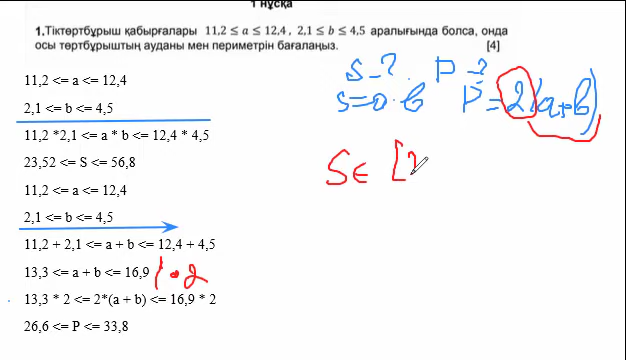 1 нұсқа
1.Тіктөртбұрыш қабырғалары 11,2 ≤ a ≤ 12,4 , 2,1 ≤ b ≤ 4,5 аралығында болса, онда
осы төртбұрыштың ауданы мен периметрін бағалаңыз. [4]
S-? P-?
S=a·b P=2(a+b)
S∈ [2
11,2 <= a <= 12,4
2,1 <= b <= 4,5
11,2 *2,1 <= a * b <= 12,4 * 4,5
23,52 <= S <= 56,8
11,2 <= a <= 12,4
2,1 <= b <= 4,5
11,2 + 2,1 <= a + b <= 12,4 + 4,5
13,3 <= a + b <= 16,9 /·2
13,3 * 2 <= 2*(a + b) <= 16,9 * 2
26,6 <= P <= 33,8